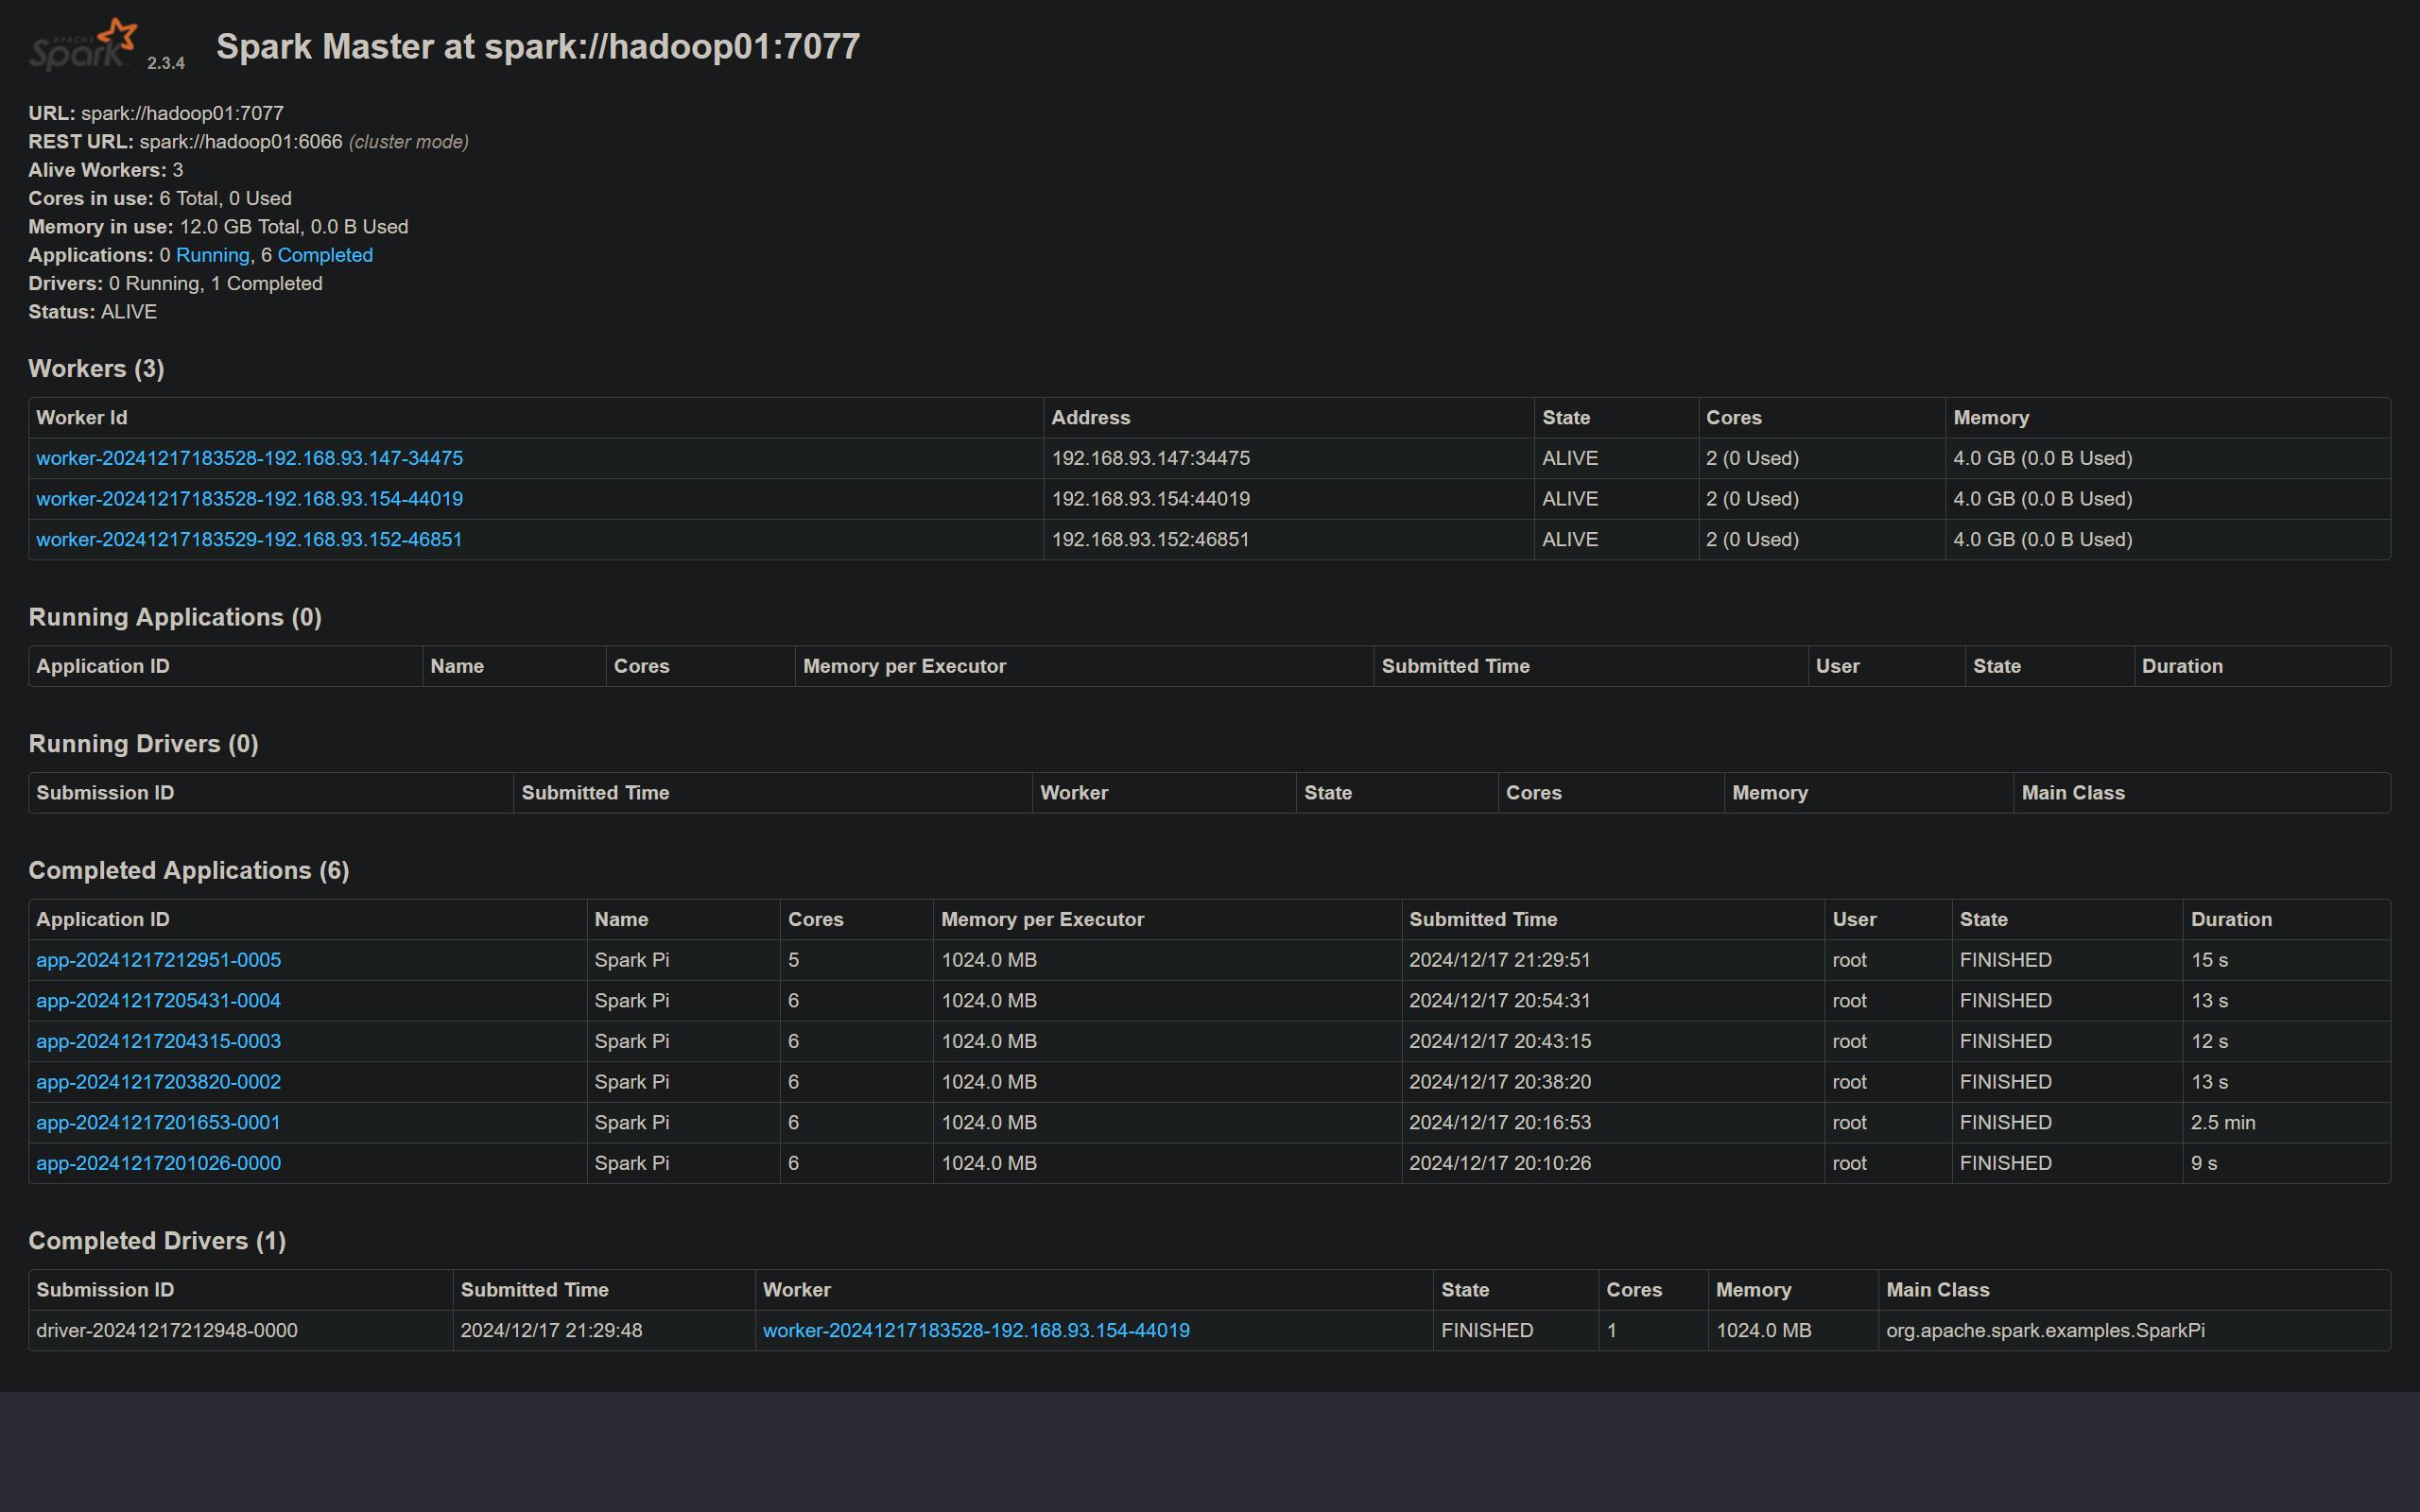 APACHE
Spark 2.3.4 Spark Master at spark://hadoop01:7077
URL: spark://hadoop01:7077
REST URL: spark://hadoop01:6066 (cluster mode)
Alive Workers: 3
Cores in use: 6 Total, 0 Used
Memory in use: 12.0 GB Total, 0.0 B Used
Applications: 0 Running, 6 Completed
Drivers: 0 Running, 1 Completed
Status: ALIVE
Workers (3)
Worker Id Address State Cores Memory
worker-20241217183528-192.168.93.147-34475 192.168.93.147:34475 ALIVE 2 (0 Used) 4.0 GB (0.0 B Used)
worker-20241217183528-192.168.93.154-44019 192.168.93.154:44019 ALIVE 2 (0 Used) 4.0 GB (0.0 B Used)
worker-20241217183529-192.168.93.152-46851 192.168.93.152:46851 ALIVE 2 (0 Used) 4.0 GB (0.0 B Used)
Running Applications (0)
Application ID Name Cores Memory per Executor Submitted Time User State Duration
Running Drivers (0)
Submission ID Submitted Time Worker State Cores Memory Main Class
Completed Applications (6)
Application ID Name Cores Memory per Executor Submitted Time User State Duration
app-20241217212951-0005 Spark Pi 5 1024.0 MB 2024/12/17 21:29:51 root FINISHED 15 s
app-20241217205431-0004 Spark Pi 6 1024.0 MB 2024/12/17 20:54:31 root FINISHED 13 s
app-20241217204315-0003 Spark Pi 6 1024.0 MB 2024/12/17 20:43:15 root FINISHED 12 s
app-20241217203820-0002 Spark Pi 6 1024.0 MB 2024/12/17 20:38:20 root FINISHED 13 s
app-20241217201653-0001 Spark Pi 6 1024.0 MB 2024/12/17 20:16:53 root FINISHED 2.5 min
app-20241217201026-0000 Spark Pi 6 1024.0 MB 2024/12/17 20:10:26 root FINISHED 9 s
Completed Drivers (1)
Submission ID Submitted Time Worker State Cores Memory Main Class
driver-20241217212948-0000 2024/12/17 21:29:48 worker-20241217183528-192.168.93.154-44019 FINISHED 1 1024.0 MB org.apache.spark.examples.SparkPi